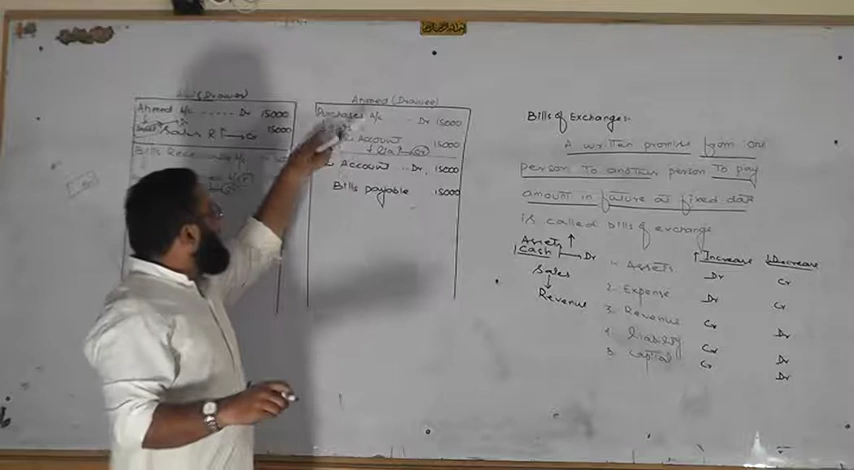 Ali (Drawer)
Ahmed A/c ----- Dr 15000
Sales R ↑ → Cr 15000
Bills Receivable A/c
Ahmed (Drawee)
Purchases A/c .. Dr 15000
Account 15000
Account .. Dr. 15000
Bills payable 15000
Bills of Exchange:
A written promise from one
person to another person to pay
amount in future at fixed date
is called bills of exchange
Assets ↑
Cash → Dr
Sales
↓
Revenue
↑ Increase ↓ Decrease
1. Assets Dr Cr
2. Expense Dr Cr
3. Revenue Cr Dr
4. liability Cr Dr
5. Capital Cr Dr